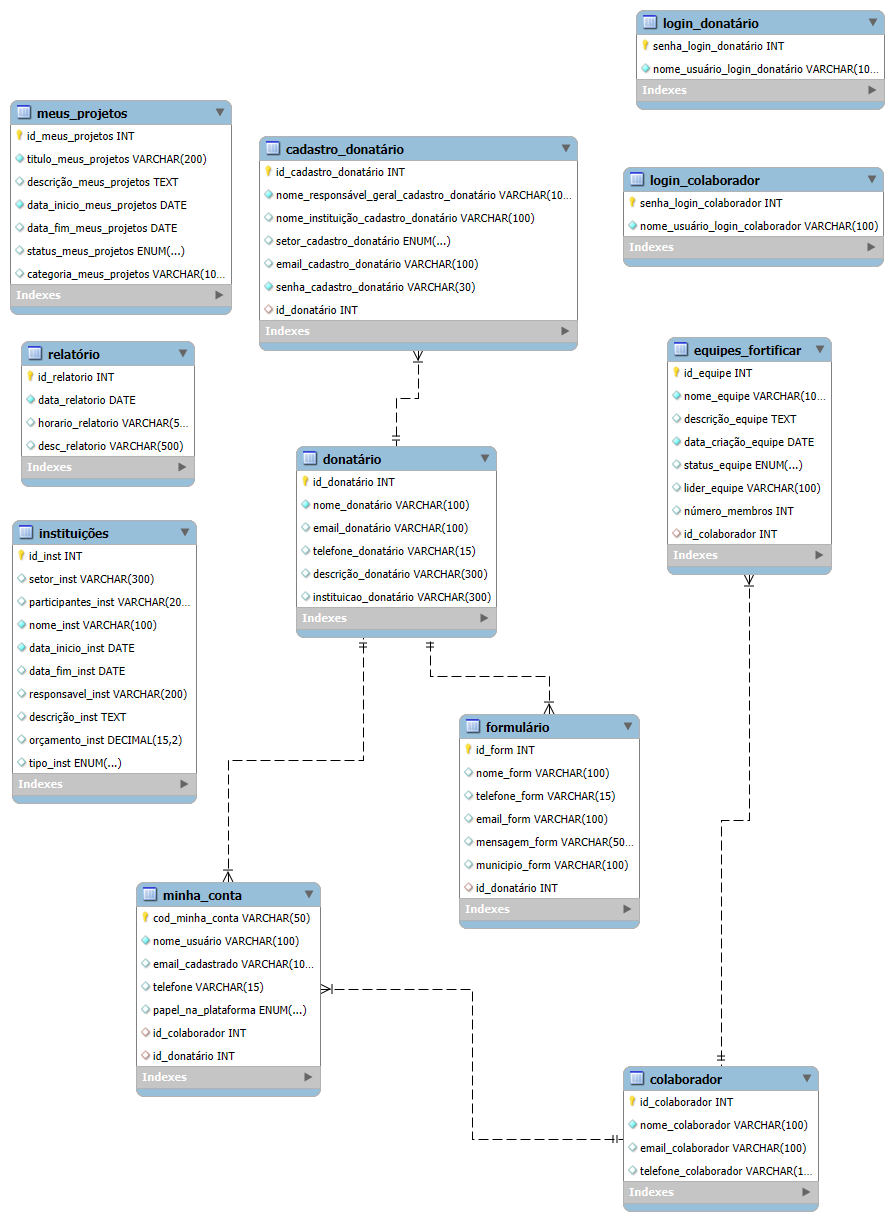 login_donatário
senha_login_donatário INT
nome_usuário_login_donatário VARCHAR(10...
Indexes
meus_projetos
id_meus_projetos INT
titulo_meus_projetos VARCHAR(200)
descrição_meus_projetos TEXT
data_inicio_meus_projetos DATE
data_fim_meus_projetos DATE
status_meus_projetos ENUM(...)
categoria_meus_projetos VARCHAR(10...
Indexes
cadastro_donatário
id_cadastro_donatário INT
nome_responsável_geral_cadastro_donatário VARCHAR(10...
nome_instituição_cadastro_donatário VARCHAR(100)
setor_cadastro_donatário ENUM(...)
email_cadastro_donatário VARCHAR(100)
senha_cadastro_donatário VARCHAR(30)
id_donatário INT
Indexes
login_colaborador
senha_login_colaborador INT
nome_usuário_login_colaborador VARCHAR(100)
Indexes
relatório
id_relatorio INT
data_relatorio DATE
horario_relatorio VARCHAR(5...
desc_relatorio VARCHAR(500)
Indexes
equipes_fortificar
id_equipe INT
nome_equipe VARCHAR(10...
descrição_equipe TEXT
data_criação_equipe DATE
status_equipe ENUM(...)
lider_equipe VARCHAR(100)
número_membros INT
id_colaborador INT
Indexes
donatário
id_donatário INT
nome_donatário VARCHAR(100)
email_donatário VARCHAR(100)
telefone_donatário VARCHAR(15)
descrição_donatário VARCHAR(300)
instituicao_donatário VARCHAR(300)
Indexes
instituições
id_inst INT
setor_inst VARCHAR(300)
participantes_inst VARCHAR(20...
nome_inst VARCHAR(100)
data_inicio_inst DATE
data_fim_inst DATE
responsavel_inst VARCHAR(200)
descrição_inst TEXT
orçamento_inst DECIMAL(15,2)
tipo_inst ENUM(...)
Indexes
formulário
id_form INT
nome_form VARCHAR(100)
telefone_form VARCHAR(15)
email_form VARCHAR(100)
mensagem_form VARCHAR(50...
municipio_form VARCHAR(100)
id_donatário INT
Indexes
minha_conta
cod_minha_conta VARCHAR(50)
nome_usuário VARCHAR(100)
email_cadastrado VARCHAR(10...
telefone VARCHAR(15)
papel_na_plataforma ENUM(...)
id_colaborador INT
id_donatário INT
Indexes
colaborador
id_colaborador INT
nome_colaborador VARCHAR(100)
email_colaborador VARCHAR(100)
telefone_colaborador VARCHAR(1...
Indexes